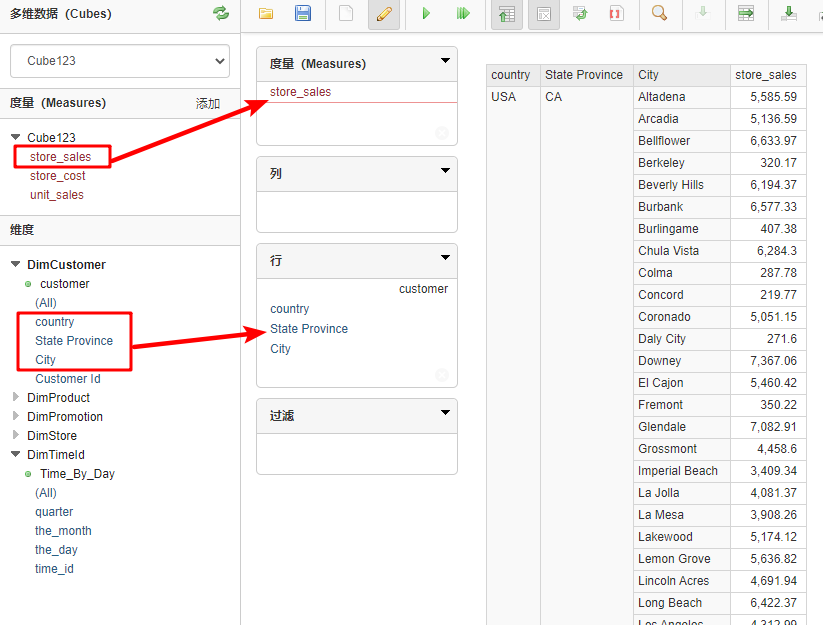 多维数据 (Cubes)
Cube123
度量 (Measures)
添加
Cube123
store_sales
store_cost
unit_sales
维度
DimCustomer
customer
(All)
country
State Province
City
Customer Id
DimProduct
DimPromotion
DimStore
DimTimeId
Time_By_Day
(All)
quarter
the_month
the_day
time_id
度量 (Measures)
store_sales
列
行
customer
country
State Province
City
过滤
country State Province City store_sales
USA CA Altadena 5,585.59
Arcadia 5,136.59
Bellflower 6,633.97
Berkeley 320.17
Beverly Hills 6,194.37
Burbank 6,577.33
Burlingame 407.38
Chula Vista 6,284.3
Colma 287.78
Concord 219.77
Coronado 5,051.15
Daly City 271.6
Downey 7,367.06
El Cajon 5,460.42
Fremont 350.22
Glendale 7,082.91
Grossmont 4,458.6
Imperial Beach 3,409.34
La Jolla 4,081.37
La Mesa 3,908.26
Lakewood 5,174.12
Lemon Grove 5,636.82
Lincoln Acres 4,691.94
Long Beach 6,422.37
Los Angeles 4,312.99